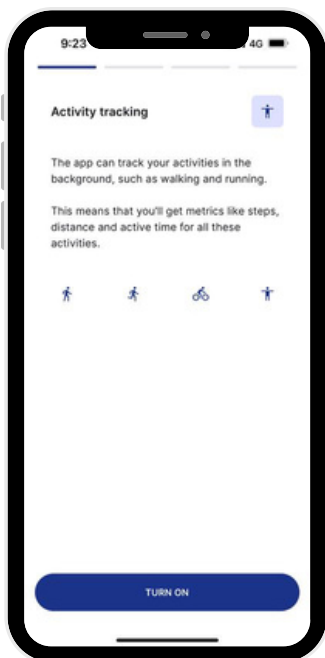 9:23
4G
Activity tracking
The app can track your activities in the
background, such as walking and running.
This means that you'll get metrics like steps,
distance and active time for all these
activities.
TURN ON